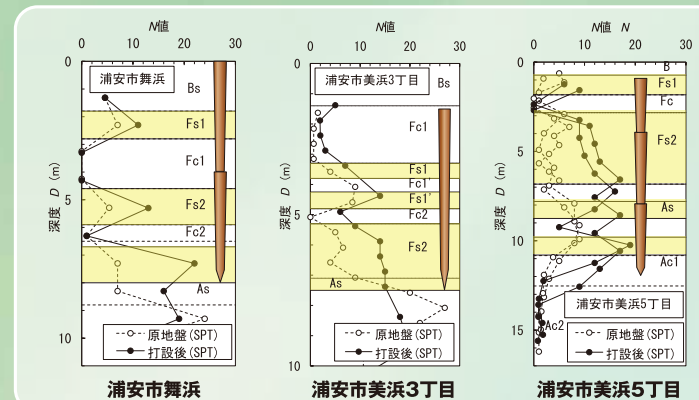 N値
0 10 20 30
浦安市舞浜
Bs
Fs1
Fc1
Fs2
Fc2
As
0
5
10
深度 D (m)
原地盤(SPT)
打設後(SPT)
浦安市舞浜
N値
0 10 20 30
浦安市美浜3丁目
Bs
Fc1
Fs1
Fc1'
Fs1'
Fc2
Fs2
As
0
5
10
深度 D (m)
原地盤(SPT)
打設後(SPT)
浦安市美浜3丁目
N値 N
0 10 20 30
B
Fs1
Fc
Fs2
As
Ac1
浦安市美浜5丁目
Ac2
0
5
10
15
深度 D (m)
原地盤(SPT)
打設後(SPT)
浦安市美浜5丁目